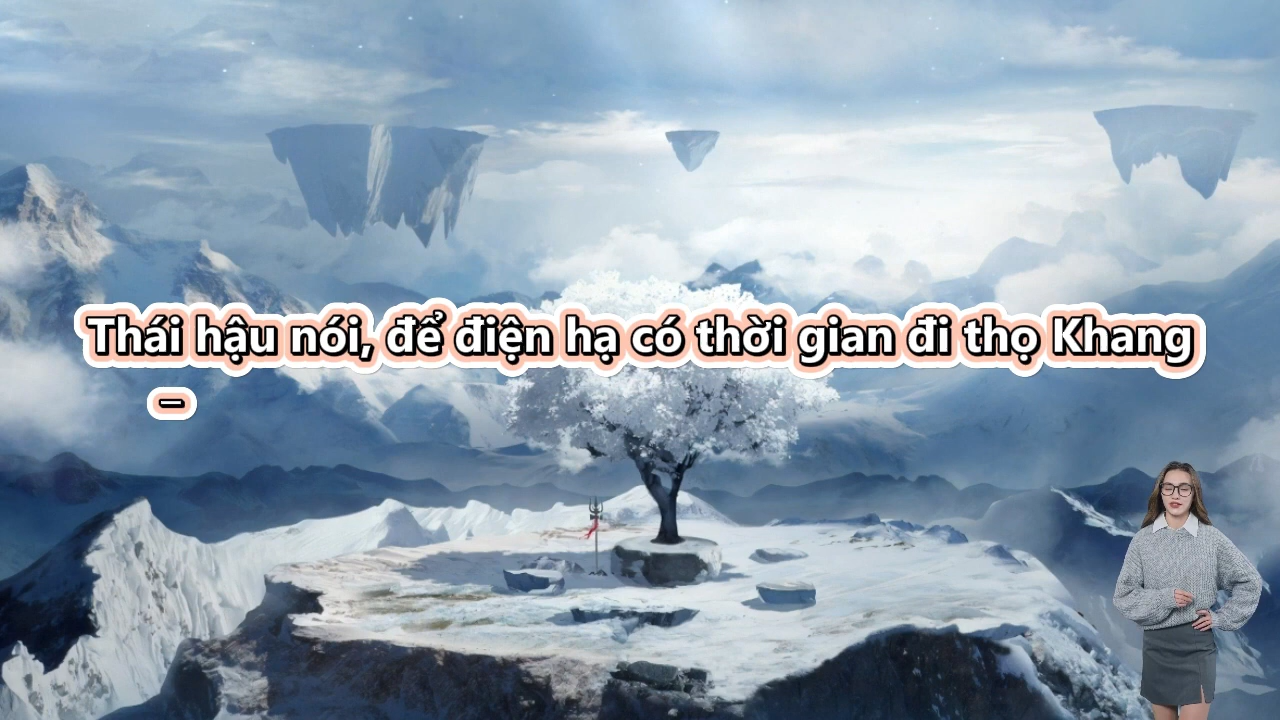 Thái hậu nói, để điện hạ có thời gian đi thọ Khang
–